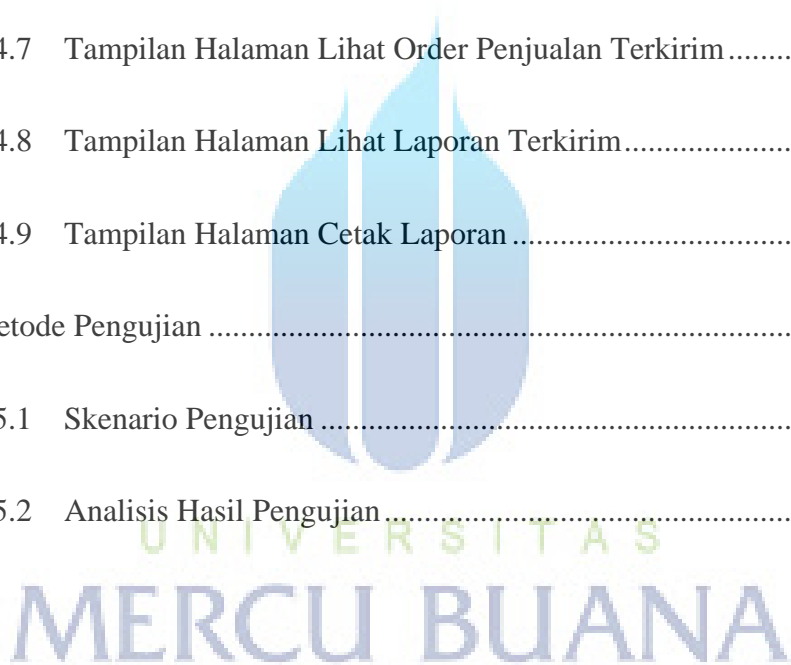 4.7 Tampilan Halaman Lihat Order Penjualan Terkirim........
4.8 Tampilan Halaman Lihat Laporan Terkirim.....................
4.9 Tampilan Halaman Cetak Laporan...................................
etode Pengujian.......................................................................
5.1 Skenario Pengujian...........................................................
5.2 Analisis Hasil Pengujian...................................................
UNIVERSITAS
MERCU BUANA